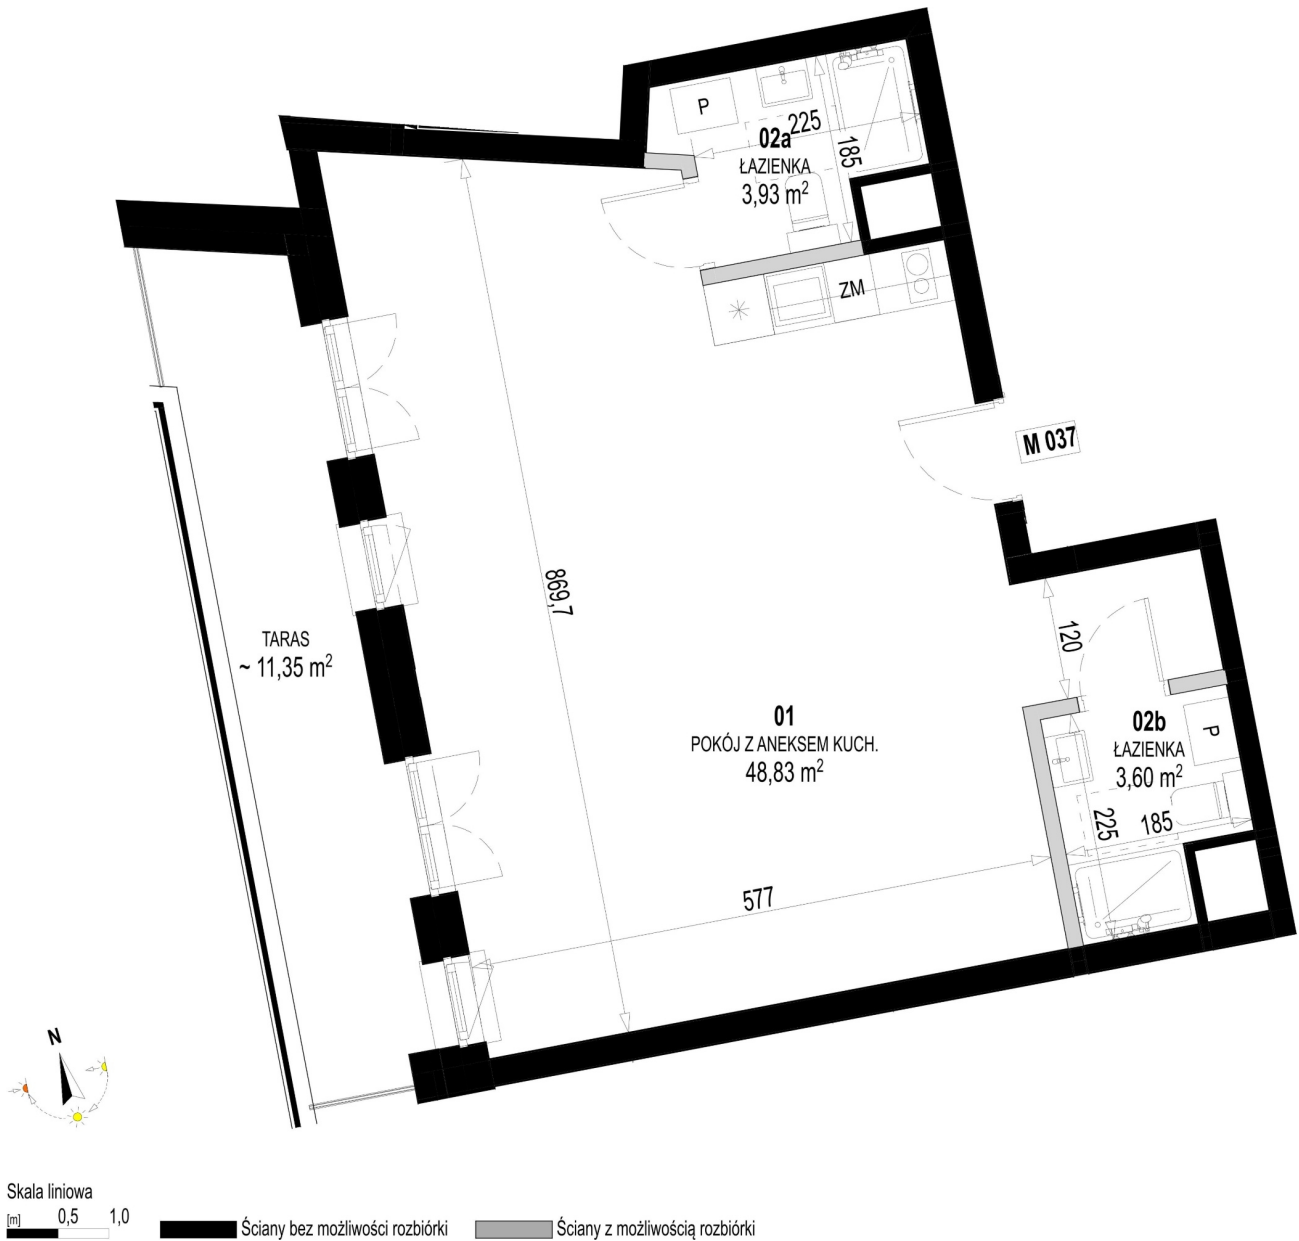 P
02a
ŁAZIENKA
3,93 m²
225
185
ZM
M 037
869,7
TARAS
~ 11,35 m²
120
01
POKÓJ Z ANEKSEM KUCH.
48,83 m²
02b
ŁAZIENKA
3,60 m²
P
225
185
577
N
Skala liniowa
[m] 0,5 1,0
Ściany bez możliwości rozbiórki
Ściany z możliwością rozbiórki